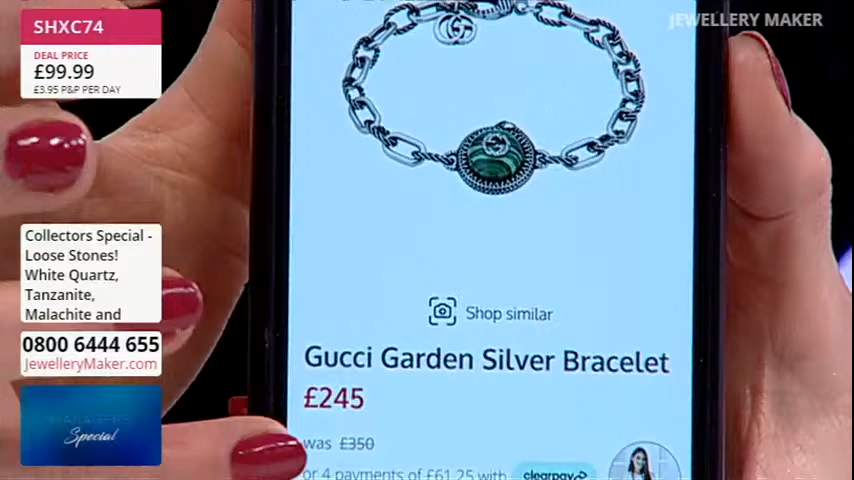 SHXC74
DEAL PRICE
£99.99
£3.95 P&P PER DAY
JEWELLERY MAKER
Collectors Special -
Loose Stones!
White Quartz,
Tanzanite,
Malachite and
0800 6444 655
JewelleryMaker.com
MANAGERS
Special
Shop similar
Gucci Garden Silver Bracelet
£245
was £350
or 4 payments of £61.25 with clearpay